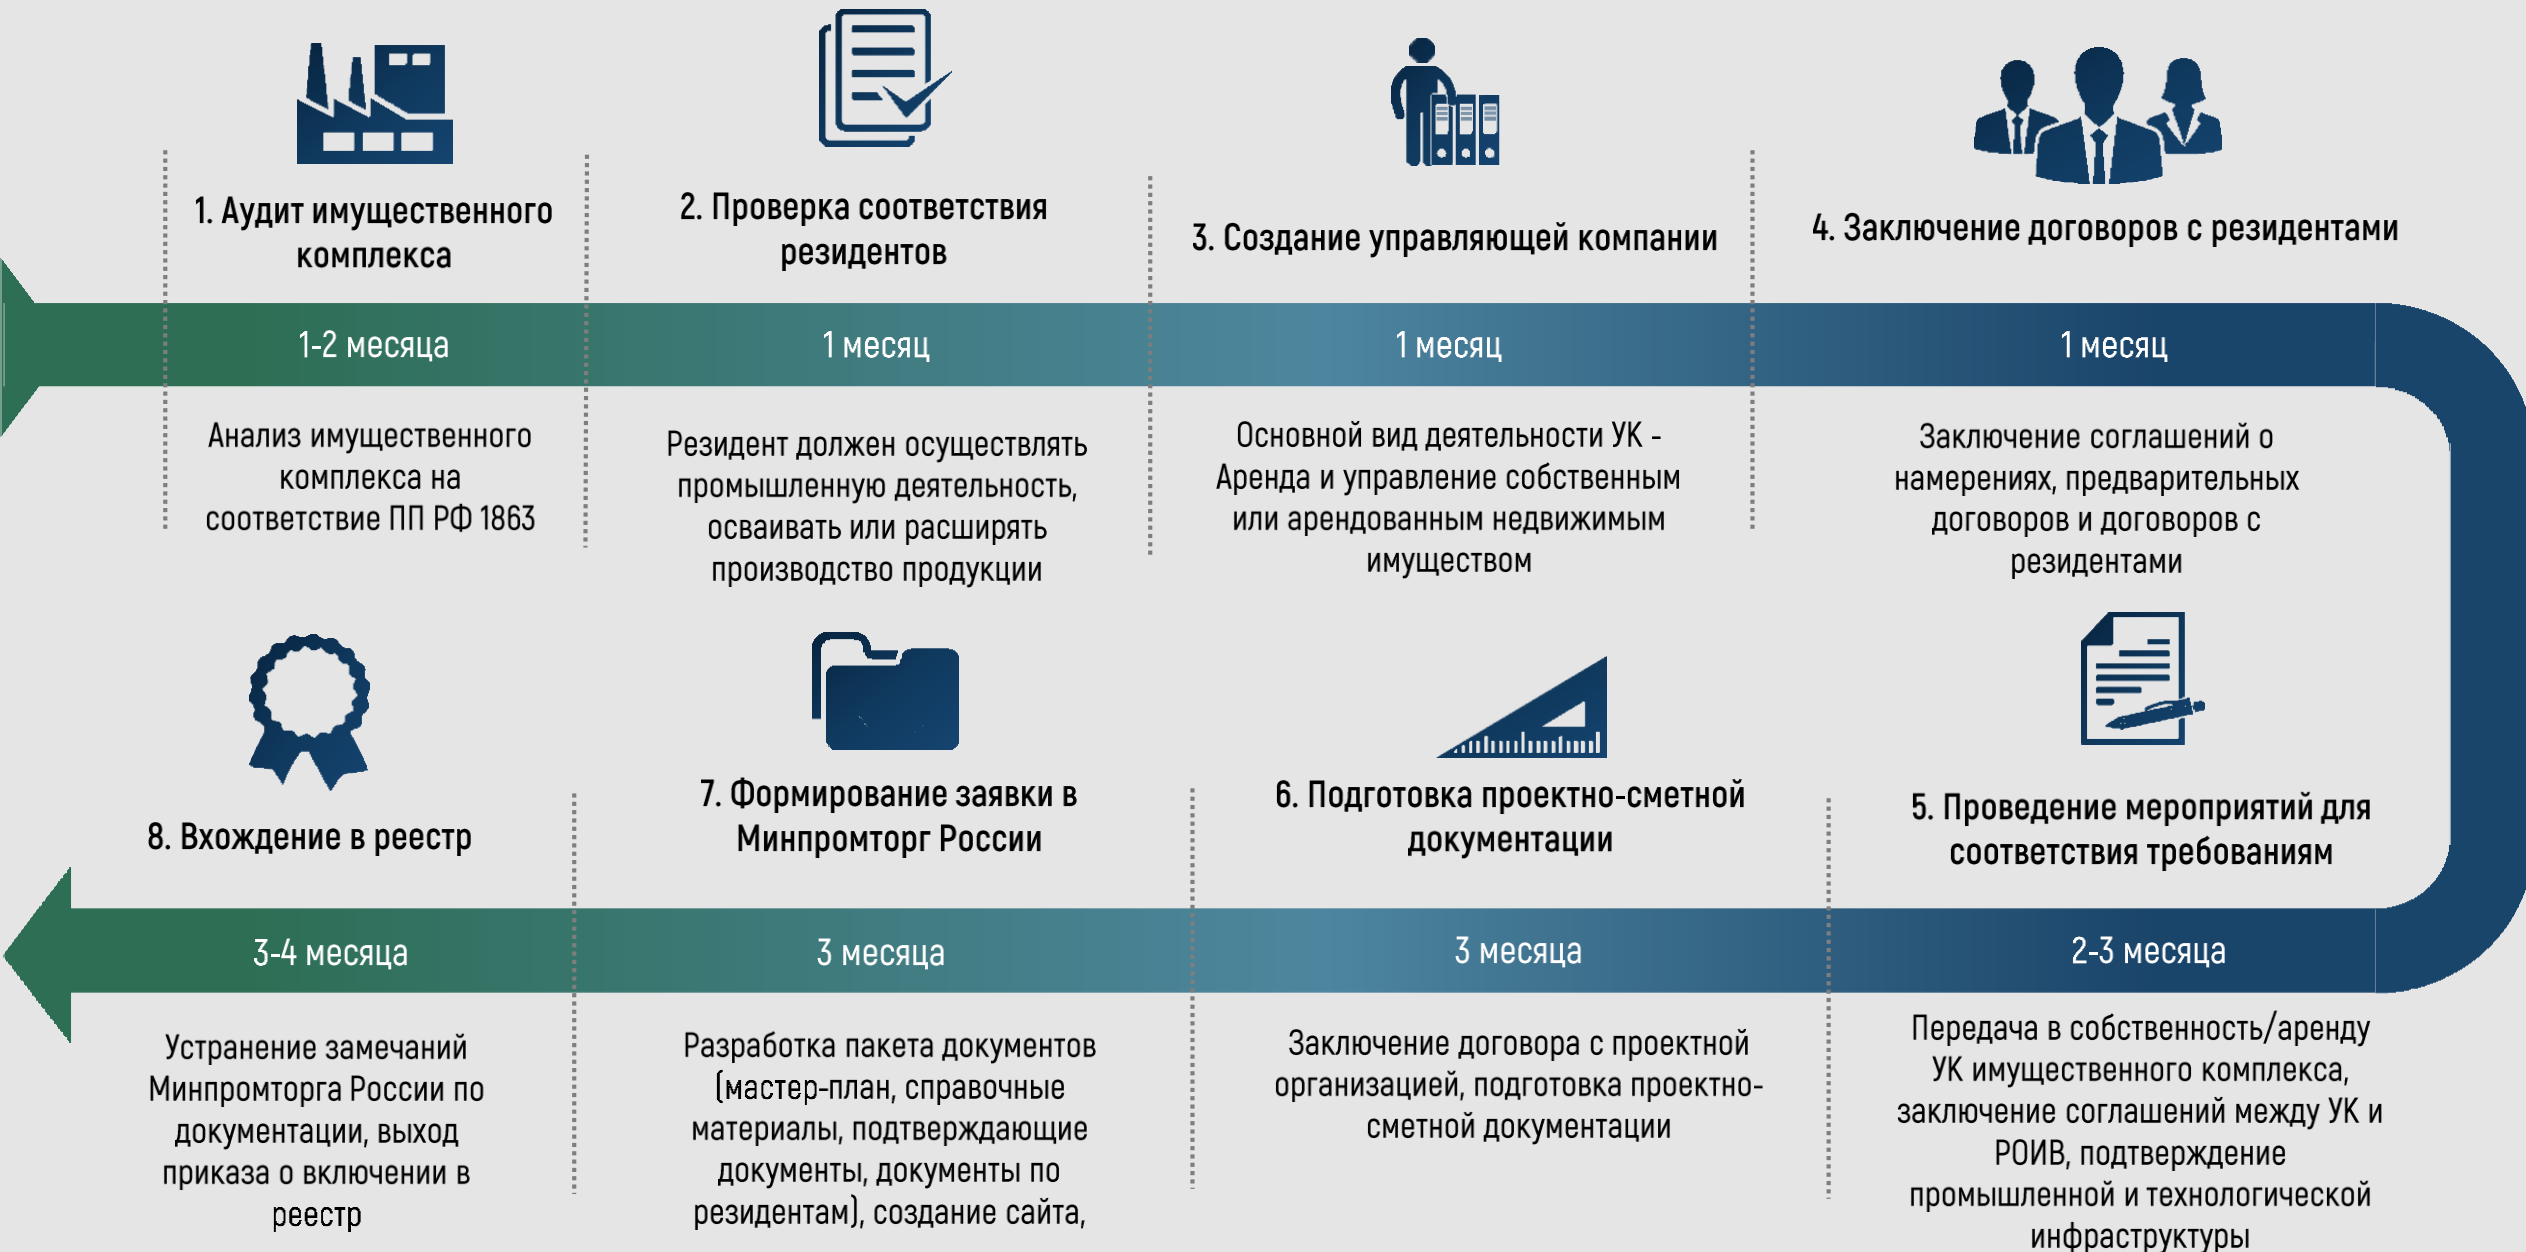 1. Аудит имущественного
комплекса
1-2 месяца
Анализ имущественного
комплекса на
соответствие ПП РФ 1863
2. Проверка соответствия
резидентов
1 месяц
Резидент должен осуществлять
промышленную деятельность,
осваивать или расширять
производство продукции
3. Создание управляющей компании
1 месяц
Основной вид деятельности УК -
Аренда и управление собственным
или арендованным недвижимым
имуществом
4. Заключение договоров с резидентами
1 месяц
Заключение соглашений о
намерениях, предварительных
договоров и договоров с
резидентами
5. Проведение мероприятий для
соответствия требованиям
2-3 месяца
Передача в собственность/аренду
УК имущественного комплекса,
заключение соглашений между УК и
РОИВ, подтверждение
промышленной и технологической
инфраструктуры
6. Подготовка проектно-сметной
документации
3 месяца
Заключение договора с проектной
организацией, подготовка проектно-
сметной документации
7. Формирование заявки в
Минпромторг России
3 месяца
Разработка пакета документов
(мастер-план, справочные
материалы, подтверждающие
документы, документы по
резидентам), создание сайта,
8. Вхождение в реестр
3-4 месяца
Устранение замечаний
Минпромторга России по
документации, выход
приказа о включении в
реестр